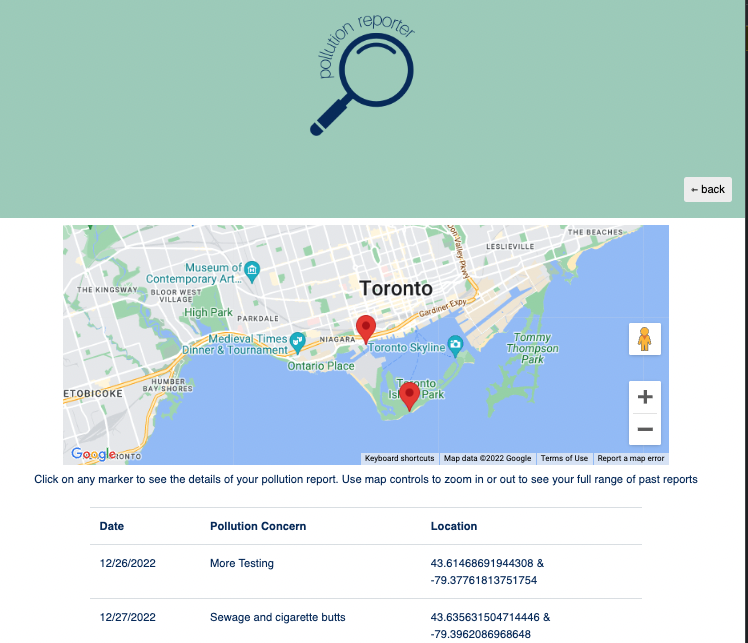 pollution reporter
← back
THE BEACHES
LESLIEVILLE
Don Valley Pkwy
Museum of
Contemporary Art...
THE KINGSWAY
BLOOR WEST
VILLAGE
Toronto
Gardiner Expy
High Park
PARKDALE
Medieval Times
Dinner & Tournament
NIAGARA
Toronto Skyline
Tommy
Thompson
Park
Ontario Place
HUMBER
BAY SHORES
Toronto
Island Park
ETOBICOKE
Google
Keyboard shortcuts
Map data ©2022 Google
Terms of Use
Report a map error
Click on any marker to see the details of your pollution report. Use map controls to zoom in or out to see your full range of past reports
Date Pollution Concern Location
12/26/2022 More Testing 43.61468691944308 &
-79.37761813751754
12/27/2022 Sewage and cigarette butts 43.635631504714446 &
-79.3962086968648